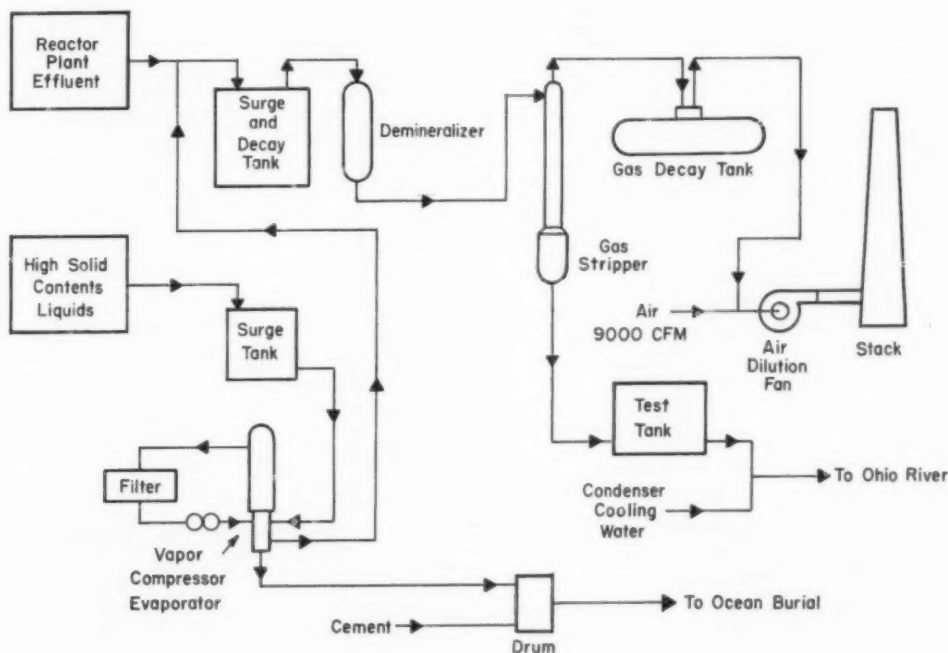 Reactor
Plant
Effluent
Surge
and
Decay
Tank
Demineralizer
Gas Decay Tank
High Solid
Contents
Liquids
Surge
Tank
Gas
Stripper
Air
9000 CFM
Air
Dilution
Fan
Stack
Test
Tank
To Ohio River
Condenser
Cooling
Water
Filter
Vapor
Compressor
Evaporator
To Ocean Burial
Cement
Drum